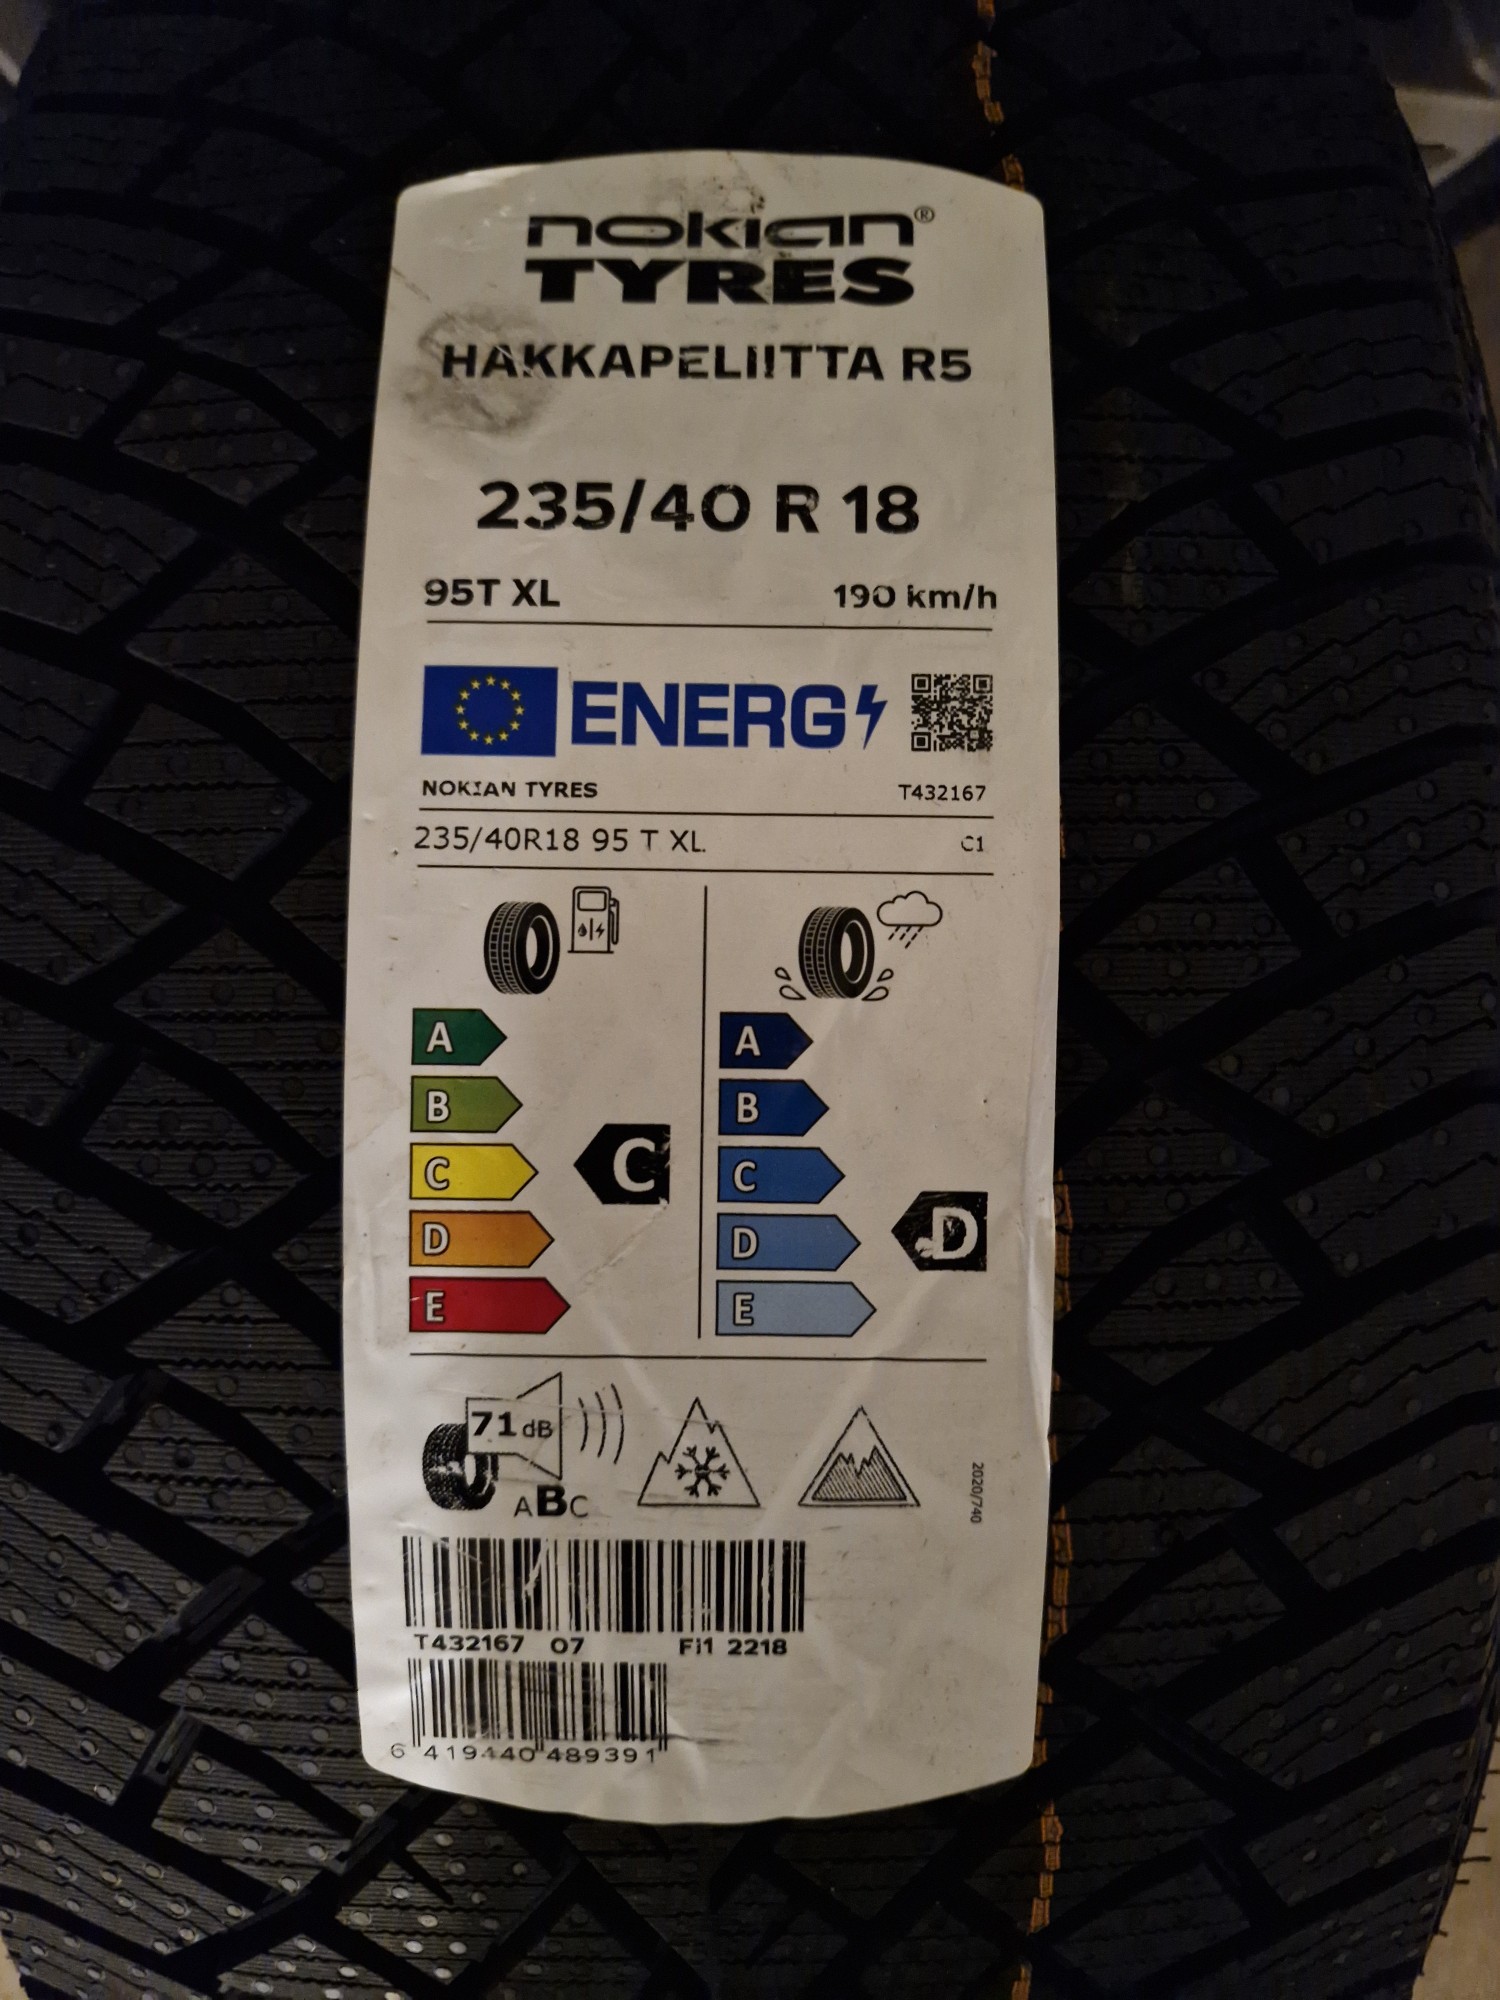 nokian®
TYRES
HAKKAPELIITTA R5
235/40 R 18
95T XL 190 km/h
ENERG
NOKIAN TYRES T432167
235/40R18 95 T XL C1
A A
B B
C C C
D D D
E E
71 dB
ABC
2020/740
T432167 07 Fi1 2218
6 419440 489391